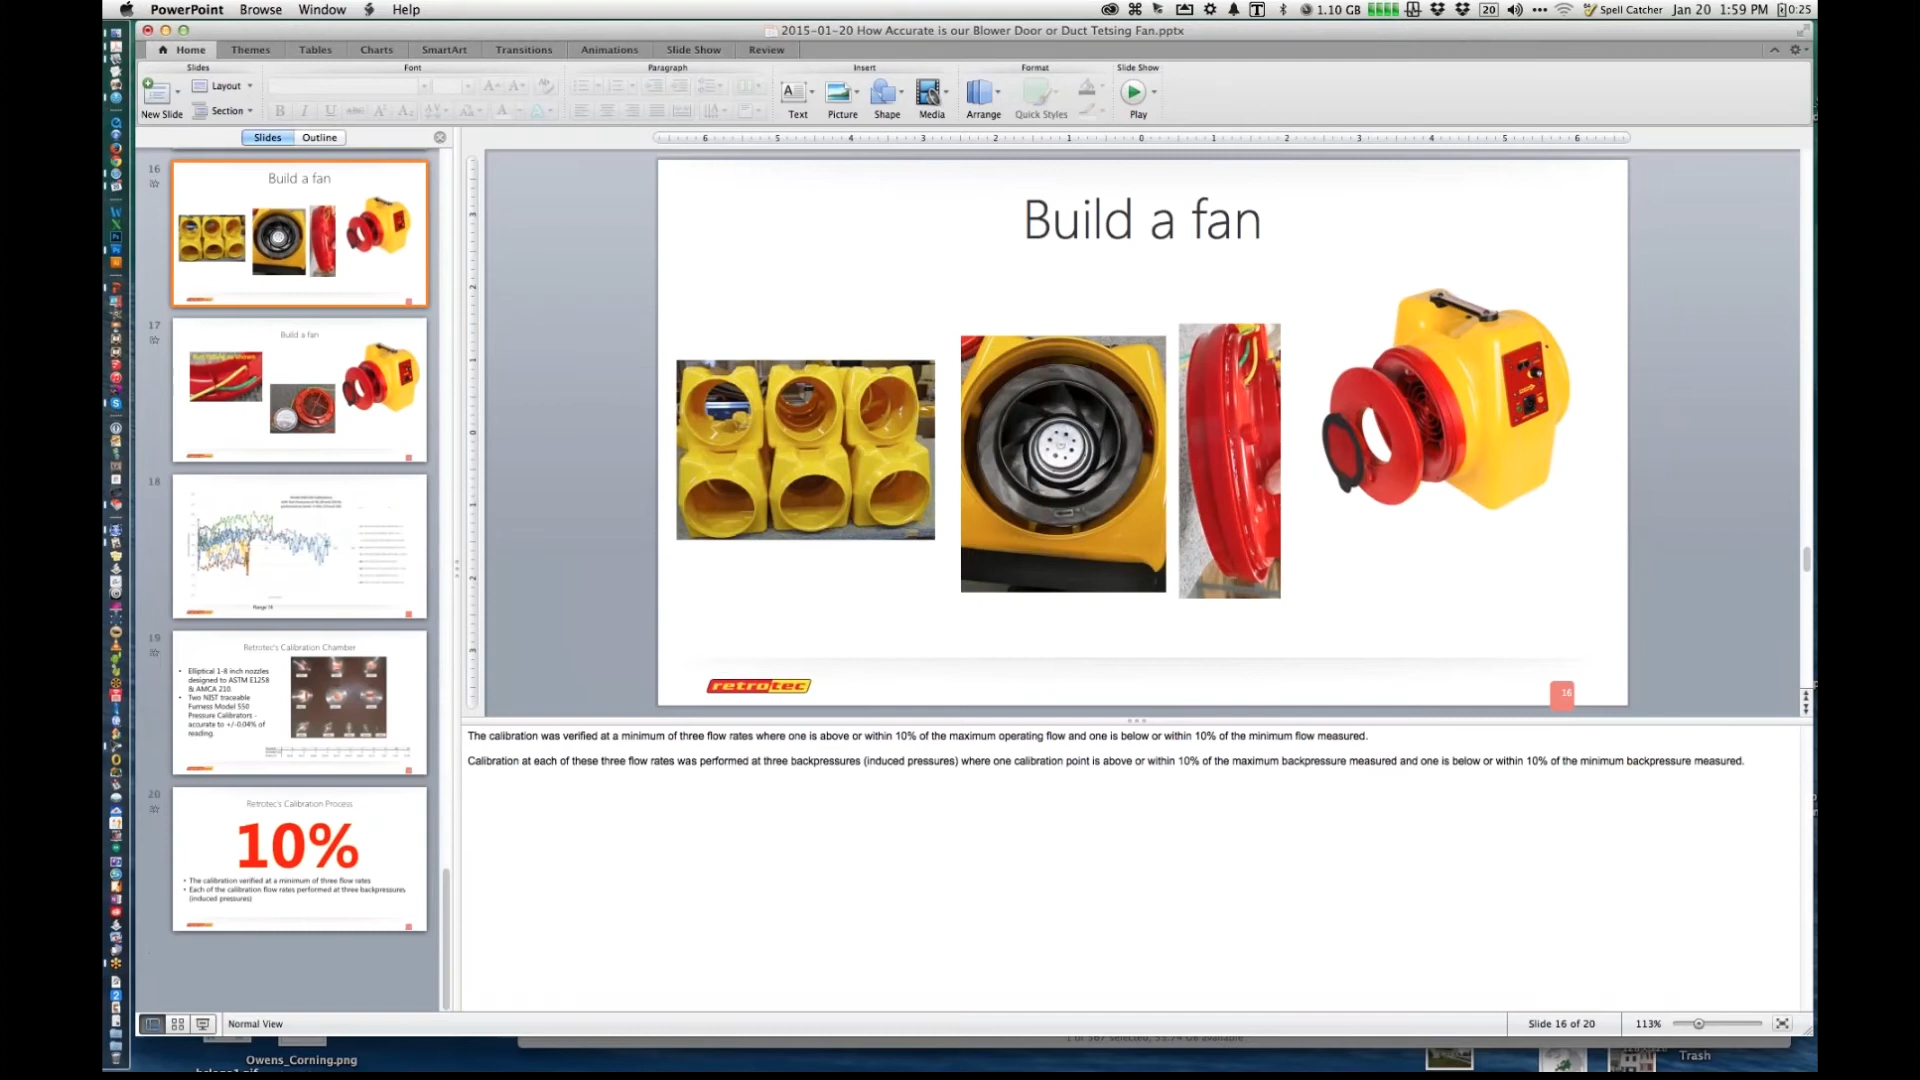 PowerPoint Browse Window Help
1.10 GB 20 Spell Catcher Jan 20 1:59 PM 0:25
2015-01-20 How Accurate is our Blower Door or Duct Tetsing Fan.pptx
Home Themes Tables Charts SmartArt Transitions Animations Slide Show Review
Slides Font Paragraph Insert Format Slide Show
Layout
Section
New Slide Text Picture Shape Media Arrange Quick Styles Play
Slides Outline
16
Build a fan
17
Build a fan
18
Range 16
19
Retrotec's Calibration Chamber
• Elliptical 1-8 inch nozzles
designed to ASTM E1258
& AMCA 210
• Two NIST traceable
Furness Model 550
Pressure Calibrators -
accurate to +/-0.04% of
reading.
20
Retrotec's Calibration Process
10%
• The calibration verified at a minimum of three flow rates
• Each of the calibration flow rates performed at three backpressures
(induced pressures)
Build a fan
retrotec
16
The calibration was verified at a minimum of three flow rates where one is above or within 10% of the maximum operating flow and one is below or within 10% of the minimum flow measured.
Calibration at each of these three flow rates was performed at three backpressures (induced pressures) where one calibration point is above or within 10% of the maximum backpressure measured and one is below or within 10% of the minimum backpressure measured.
Normal View
Slide 16 of 20
113%
Owens_Corning.png
Trash